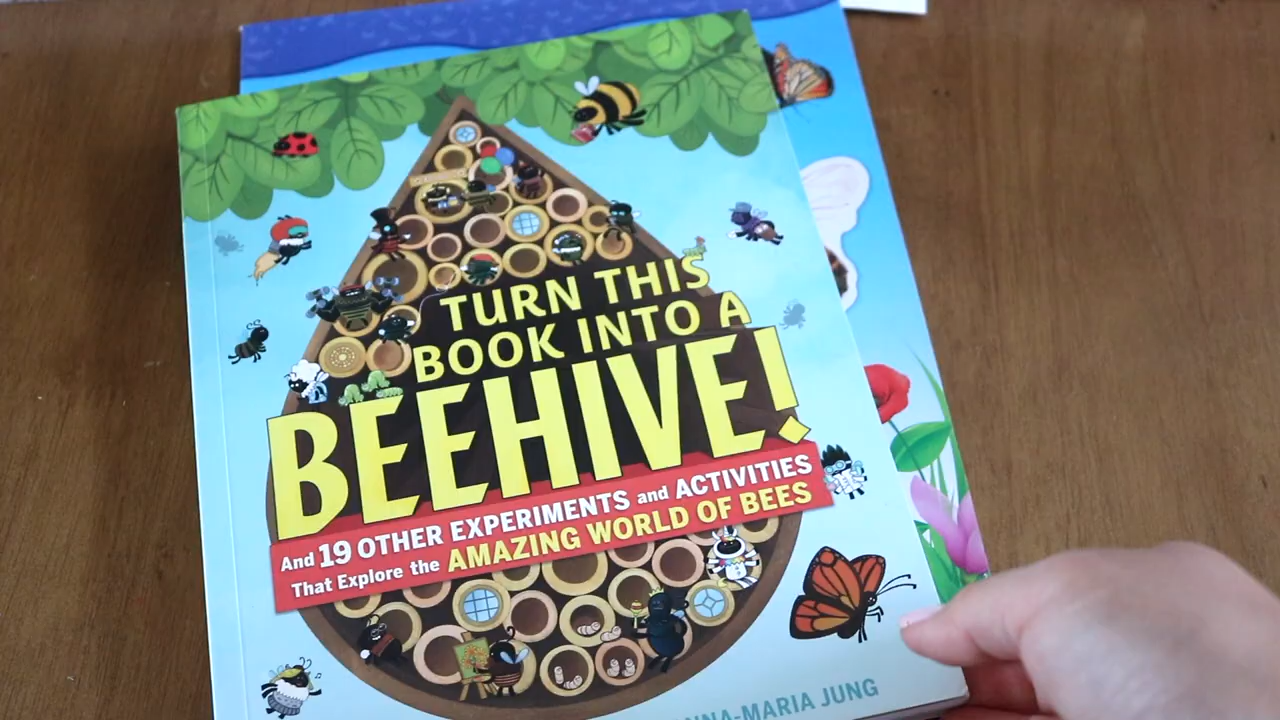 TURN THIS
BOOK INTO A
BEEHIVE!
And 19 OTHER EXPERIMENTS and ACTIVITIES
That Explore the AMAZING WORLD OF BEES
ANNA-MARIA JUNG